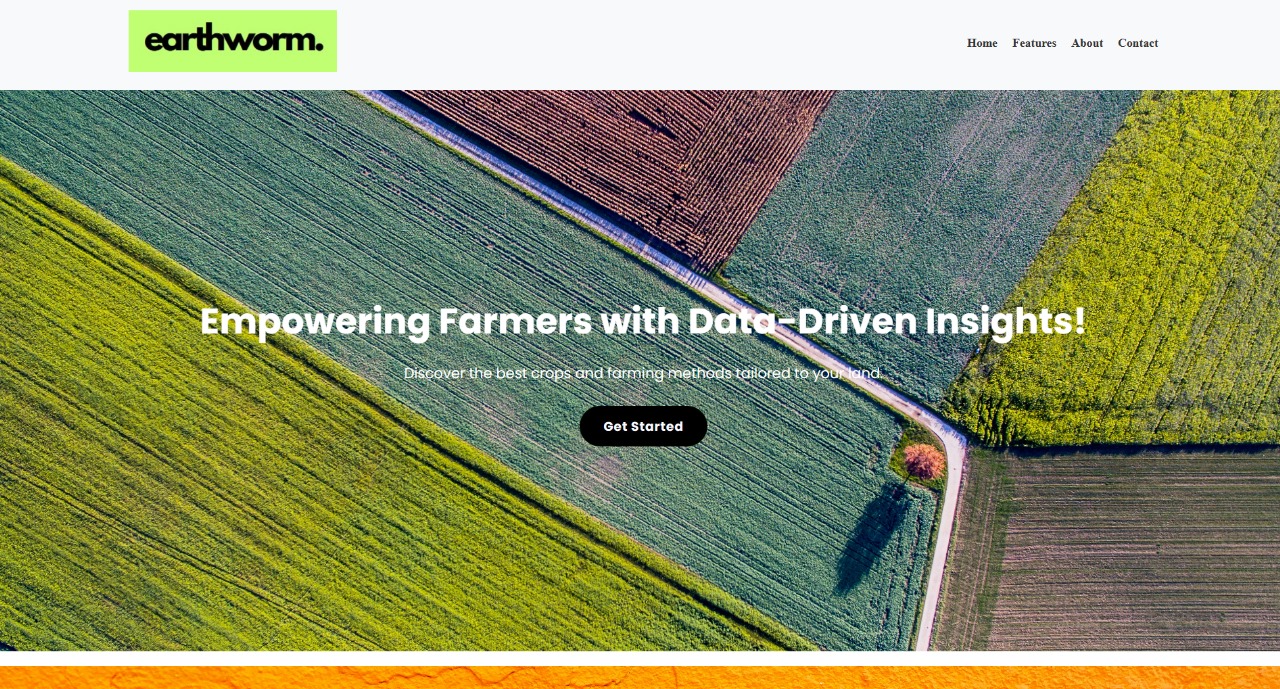 earthworm.
Home Features About Contact
Empowering Farmers with Data-Driven Insights!
Discover the best crops and farming methods tailored to your land.
Get Started